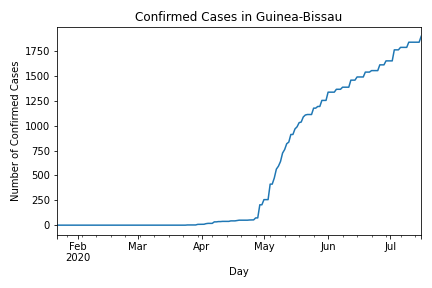 Confirmed Cases in Guinea-Bissau
Number of Confirmed Cases
1750
1500
1250
1000
750
500
250
0
Feb Mar Apr May Jun Jul
2020
Day